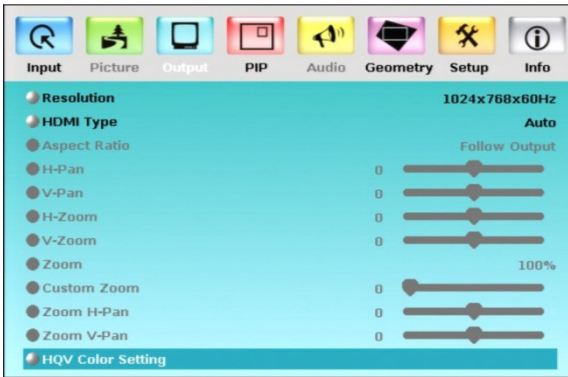 Input Picture Output PIP Audio Geometry Setup Info
Resolution 1024x768x60Hz
HDMI Type Auto
Aspect Ratio Follow Output
H-Pan 0
V-Pan 0
H-Zoom 0
V-Zoom 0
Zoom 100%
Custom Zoom 0
Zoom H-Pan 0
Zoom V-Pan 0
HQV Color Setting